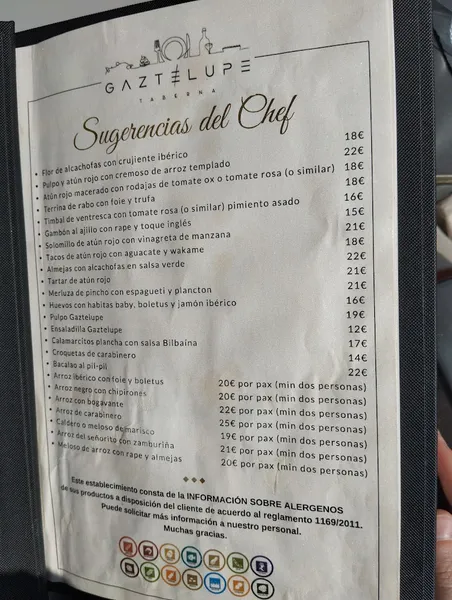 GAZTELUPE
TABERNA
Sugerencias del Chef
• Flor de alcachofas con crujiente ibérico 18€
• Pulpo y atún rojo con cremoso de arroz templado 22€
• Atún rojo macerado con rodajas de tomate ox o tomate rosa (o similar) 18€
• Terrina de rabo con foie y trufa 18€
• Timbal de ventresca con tomate rosa (o similar) pimiento asado 16€
• Gambón al ajillo con rape y toque inglés 15€
• Solomillo de atún rojo con vinagreta de manzana 21€
• Tacos de atún rojo con aguacate y wakame 18€
• Almejas con alcachofas en salsa verde 22€
• Tartar de atún rojo 21€
• Merluza de pincho con espagueti y plancton 21€
• Huevos con habitas baby, boletus y jamón ibérico 16€
• Pulpo Gaztelupe 19€
• Ensaladilla Gaztelupe 12€
• Calamarcitos plancha con salsa Bilbaína 17€
• Croquetas de carabinero 14€
• Bacalao al pil-pil 22€
• Arroz ibérico con foie y boletus 20€ por pax (min dos personas)
• Arroz negro con chipirones 20€ por pax (min dos personas)
• Arroz con bogavante 22€ por pax (min dos personas)
• Arroz de carabinero 25€ por pax (min dos personas)
• Caldero o meloso de marisco 19€ por pax (min dos personas)
• Arroz del señorito con zamburiña 21€ por pax (min dos personas)
• Meloso de arroz con rape y almejas 20€ por pax (min dos personas)
Este establecimiento consta de la INFORMACIÓN SOBRE ALERGENOS
de sus productos a disposición del cliente de acuerdo al reglamento 1169/2011.
Puede solicitar más información a nuestro personal.
Muchas gracias.